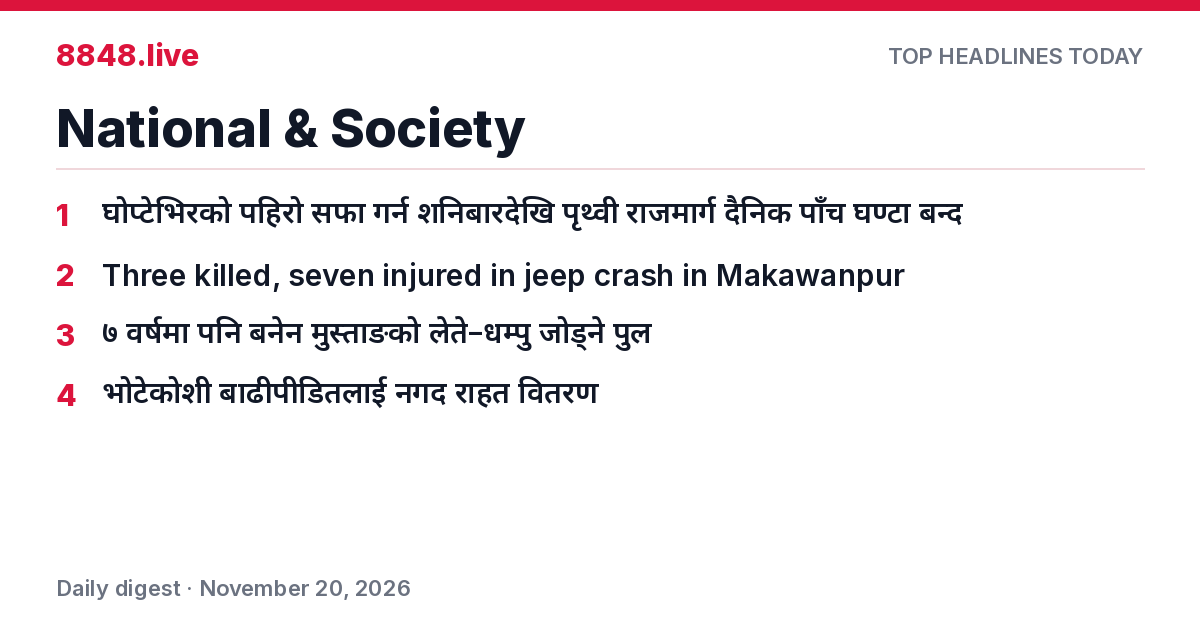 8848.live
TOP HEADLINES TODAY
National & Society
1 घोप्टेभिरको पहिरो सफा गर्न शनिबारदेखि पृथ्वी राजमार्ग दैनिक पाँच घण्टा बन्द
2 Three killed, seven injured in jeep crash in Makawanpur
3 ७ वर्षमा पनि बनेन मुस्ताङको लेते–धम्पु जोड्ने पुल
4 भोटेकोशी बाढीपीडितलाई नगद राहत वितरण
Daily digest · November 20, 2026